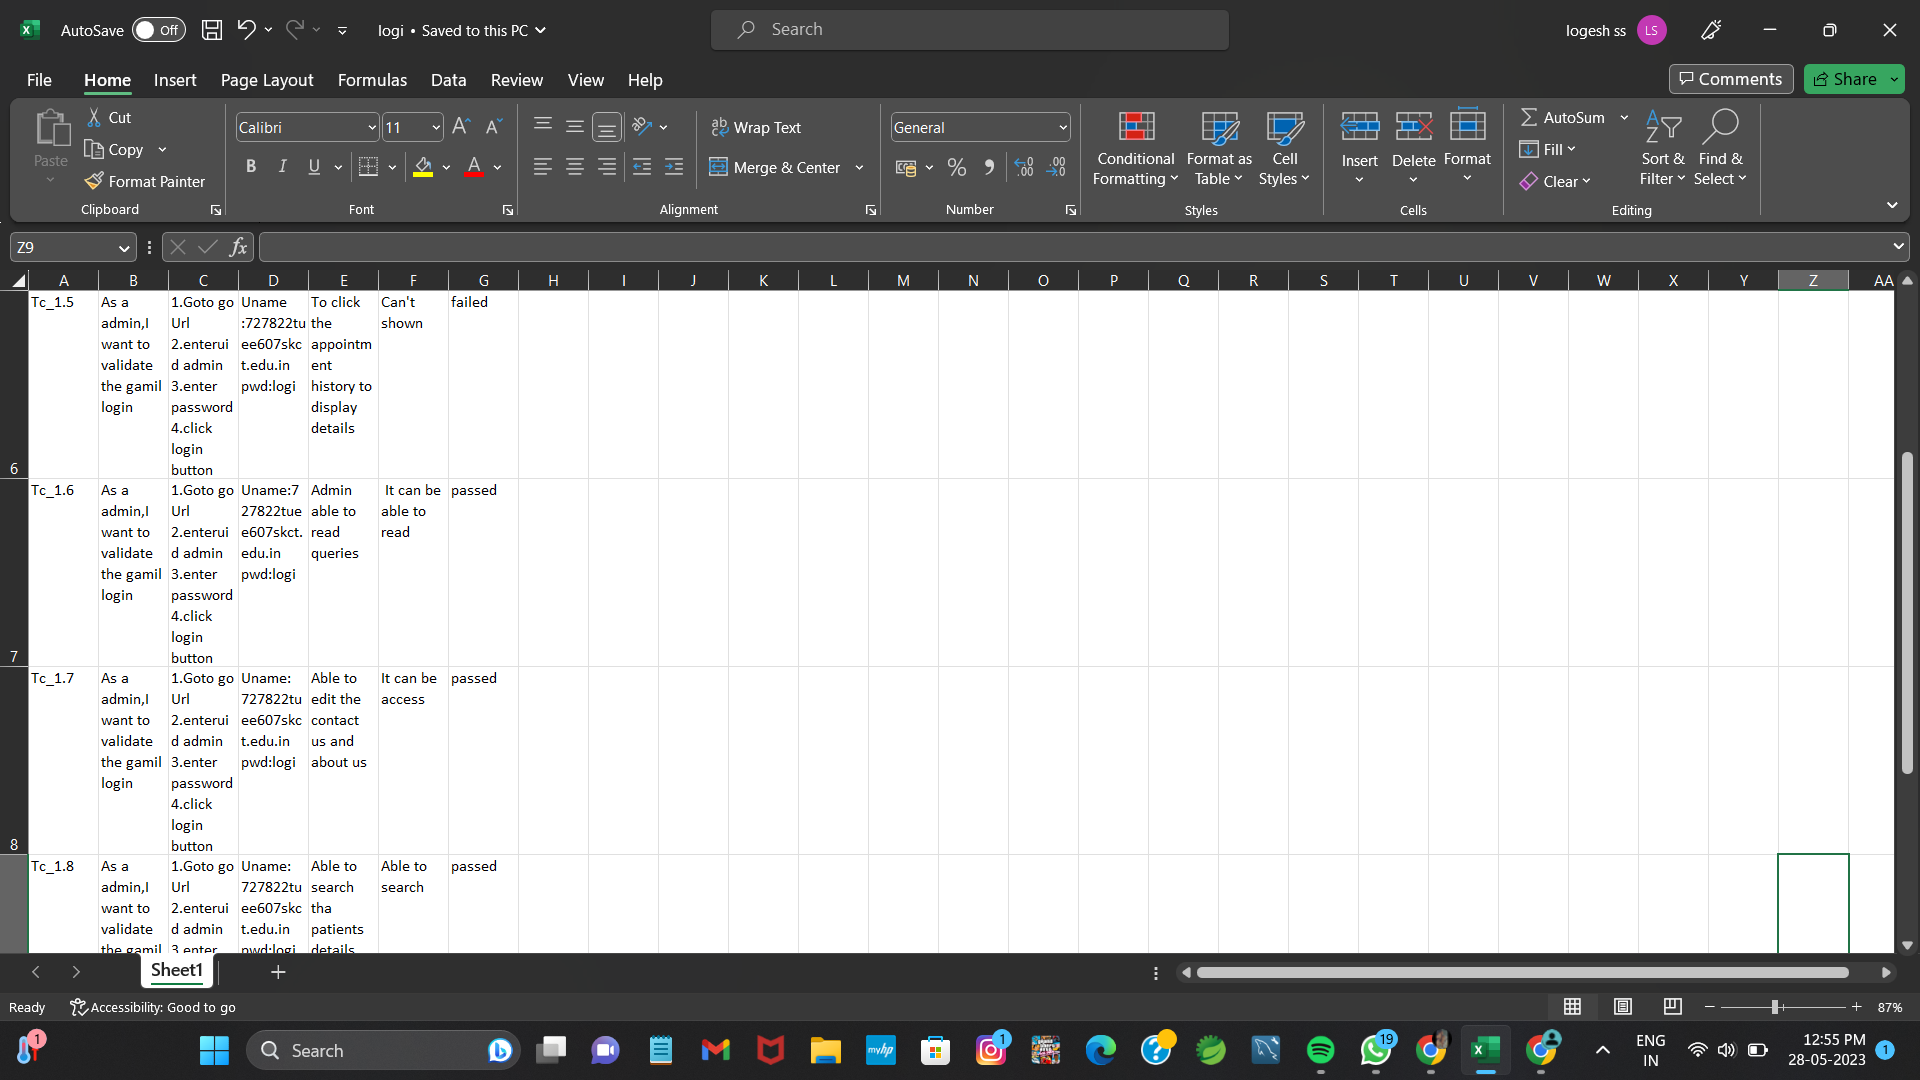 AutoSave Off logi • Saved to this PC Search logesh ss LS
File Home Insert Page Layout Formulas Data Review View Help Comments Share
Paste
Cut
Copy
Format Painter
Clipboard
Calibri 11
B I U
Font
Wrap Text
Merge & Center
Alignment
General
Number
Conditional
Formatting
Format as
Table
Cell
Styles
Styles
Insert
Delete
Format
Cells
AutoSum
Fill
Clear
Sort &
Filter
Find &
Select
Editing
Z9 fx
A B C D E F G H I J K L M N O P Q R S T U V W X Y Z AA
6
Tc_1.5
As a
admin,I
want to
validate
the gamil
login
1.Goto go
Url
2.enterui
d admin
3.enter
password
4.click
login
button
Uname
:727822tu
ee607skc
t.edu.in
pwd:logi
To click
the
appointm
ent
history to
display
details
Can't
shown
failed
7
Tc_1.6
As a
admin,I
want to
validate
the gamil
login
1.Goto go
Url
2.enterui
d admin
3.enter
password
4.click
login
button
Uname:7
27822tue
e607skct.
edu.in
pwd:logi
Admin
able to
read
queries
It can be
able to
read
passed
8
Tc_1.7
As a
admin,I
want to
validate
the gamil
login
1.Goto go
Url
2.enterui
d admin
3.enter
password
4.click
login
button
Uname:
727822tu
ee607skc
t.edu.in
pwd:logi
Able to
edit the
contact
us and
about us
It can be
access
passed
Tc_1.8
As a
admin,I
want to
validate
the gamil
1.Goto go
Url
2.enterui
d admin
3.enter
Uname:
727822tu
ee607skc
t.edu.in
pwd:logi
Able to
search
tha
patients
details
Able to
search
passed
Sheet1
Ready Accessibility: Good to go 87%
1 Search myhp 1 19 ENG
IN
12:55 PM
28-05-2023
1